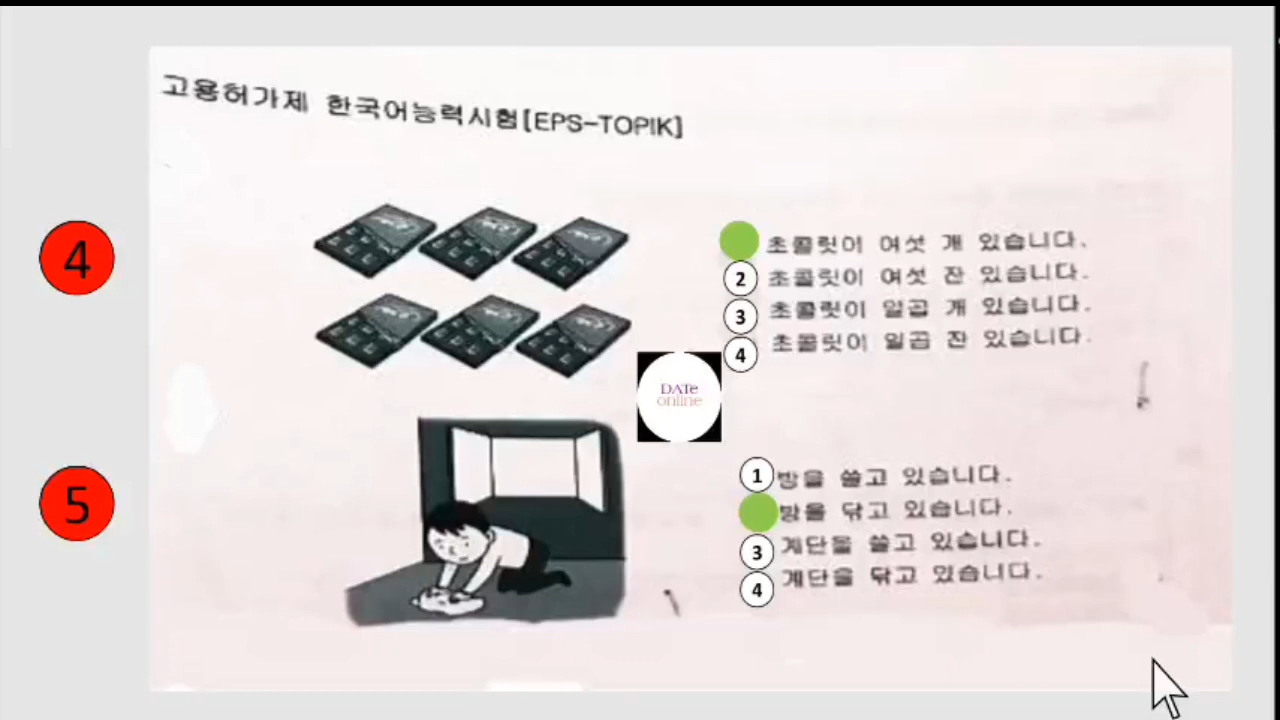 고용허가제 한국어능력시험[EPS-TOPIK]
4
초콜릿이 여섯 개 있습니다.
2 초콜릿이 여섯 잔 있습니다.
3 초콜릿이 일곱 개 있습니다.
4 초콜릿이 일곱 잔 있습니다.
DATe
online
5
1 방을 쓸고 있습니다.
방을 닦고 있습니다.
3 계단을 쓸고 있습니다.
4 계단을 닦고 있습니다.